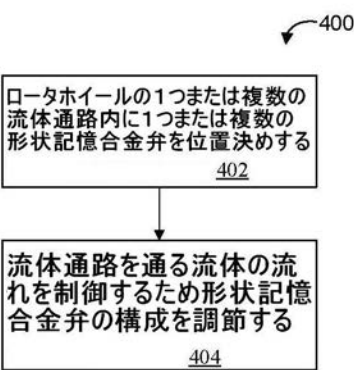 400
ロータホイールの1つまたは複数の
流体通路内に1つまたは複数の
形状記憶合金弁を位置決めする
402
流体通路を通る流体の流
れを制御するため形状記憶
合金弁の構成を調節する
404